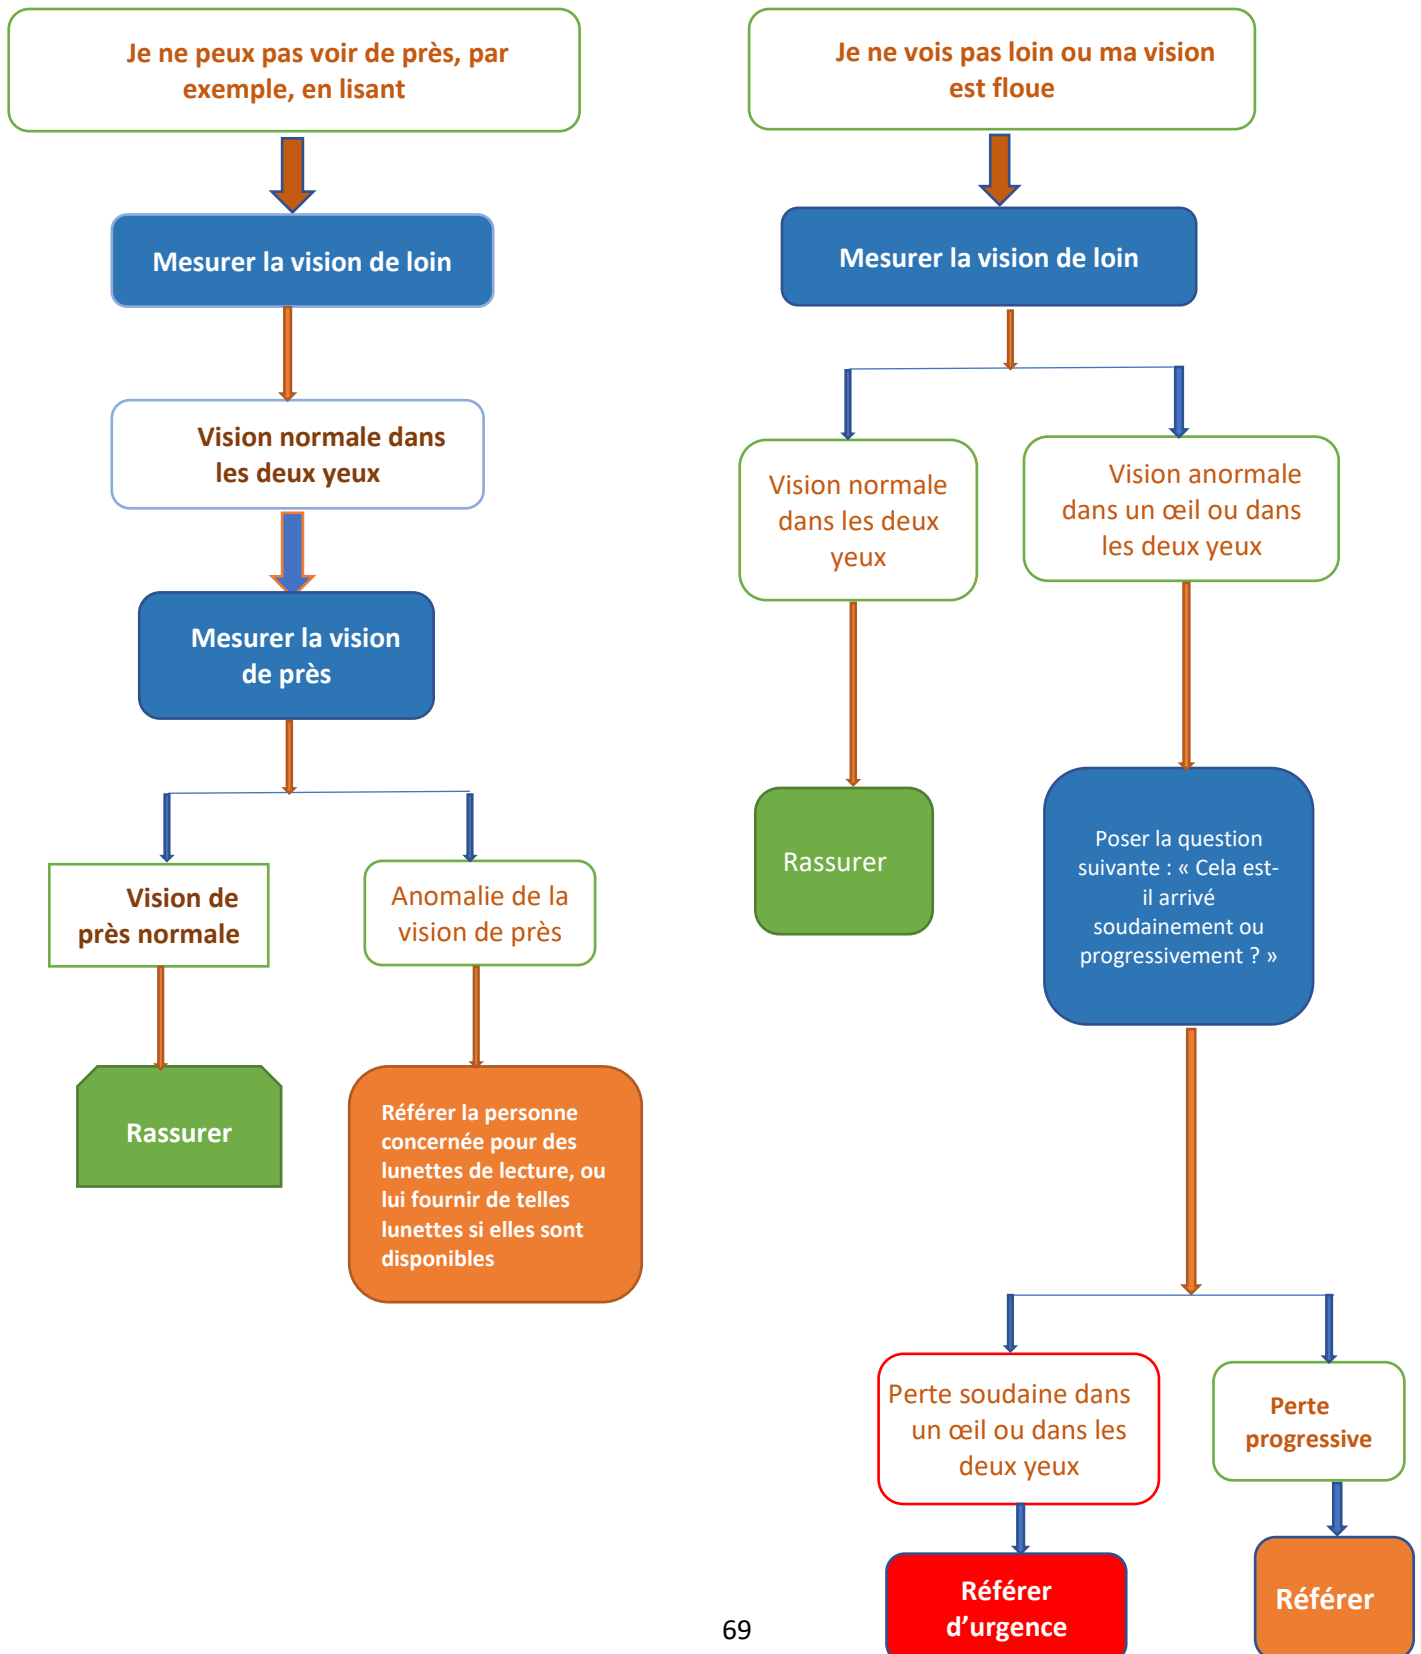 Je ne peux pas voir de près, par
exemple, en lisant
Mesurer la vision de loin
Vision normale dans
les deux yeux
Mesurer la vision
de près
Vision de
près normale
Anomalie de la
vision de près
Rassurer
Référer la personne
concernée pour des
lunettes de lecture, ou
lui fournir de telles
lunettes si elles sont
disponibles
Je ne vois pas loin ou ma vision
est floue
Mesurer la vision de loin
Vision normale
dans les deux
yeux
Vision anormale
dans un œil ou dans
les deux yeux
Rassurer
Poser la question
suivante : « Cela est-
il arrivé
soudainement ou
progressivement ? »
Perte soudaine dans
un œil ou dans les
deux yeux
Perte
progressive
Référer
d’urgence
Référer
69